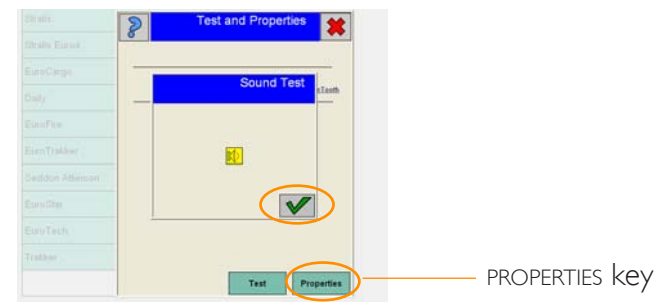 Stralis
Stralis Euro5
EuroCargo
Daily
EuroFire
EuroTrakker
Seddon Atkinson
EuroStar
EuroTech
Trakker
Test and Properties
Sound Test
Test
Properties
PROPERTIES key